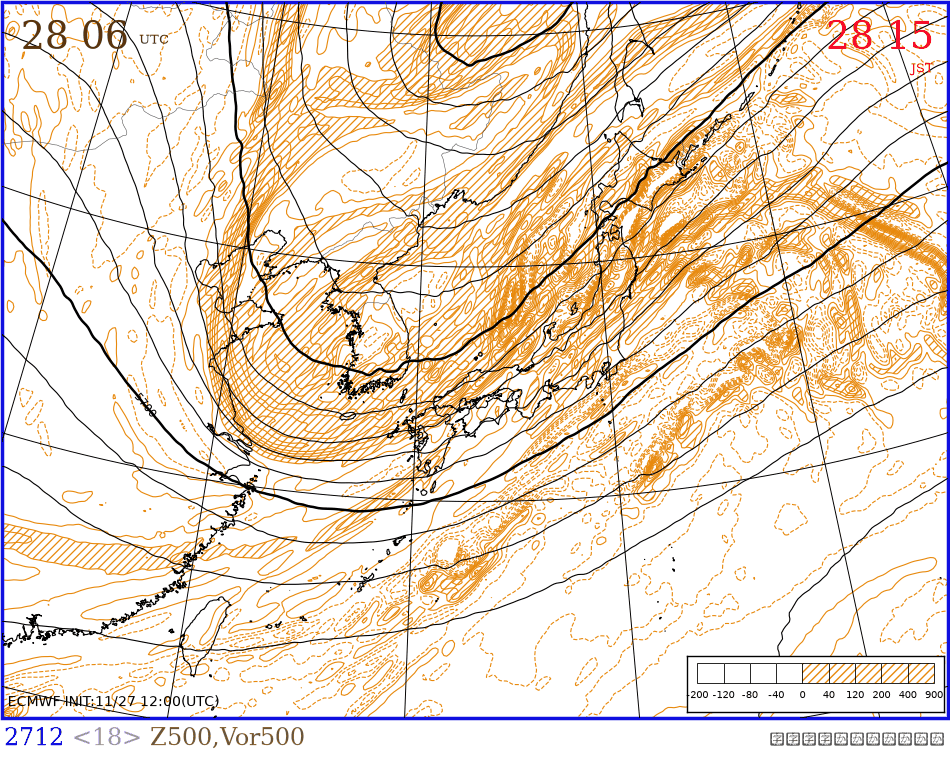 28 06 UTC
28 15
JST
5700
ECMWF INIT:11/27 12:00(UTC)
-200 -120 -80 -40 0 40 120 200 400 900
2712 <18> Z500,Vor500